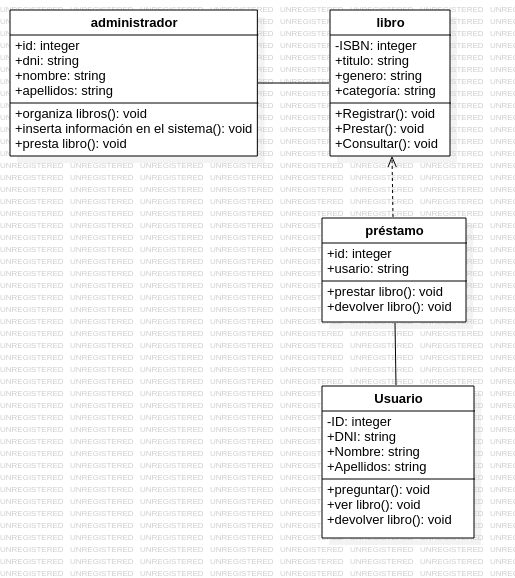 administrador
+id: integer
+dni: string
+nombre: string
+apellidos: string
+organiza libros(): void
+inserta información en el sistema(): void
+presta libro(): void
libro
-ISBN: integer
+titulo: string
+genero: string
+categoría: string
+Registrar(): void
+Prestar(): void
+Consultar(): void
préstamo
+id: integer
+usario: string
+prestar libro(): void
+devolver libro(): void
Usuario
-ID: integer
+DNI: string
+Nombre: string
+Apellidos: string
+preguntar(): void
+ver libro(): void
+devolver libro(): void
UNREGISTERED